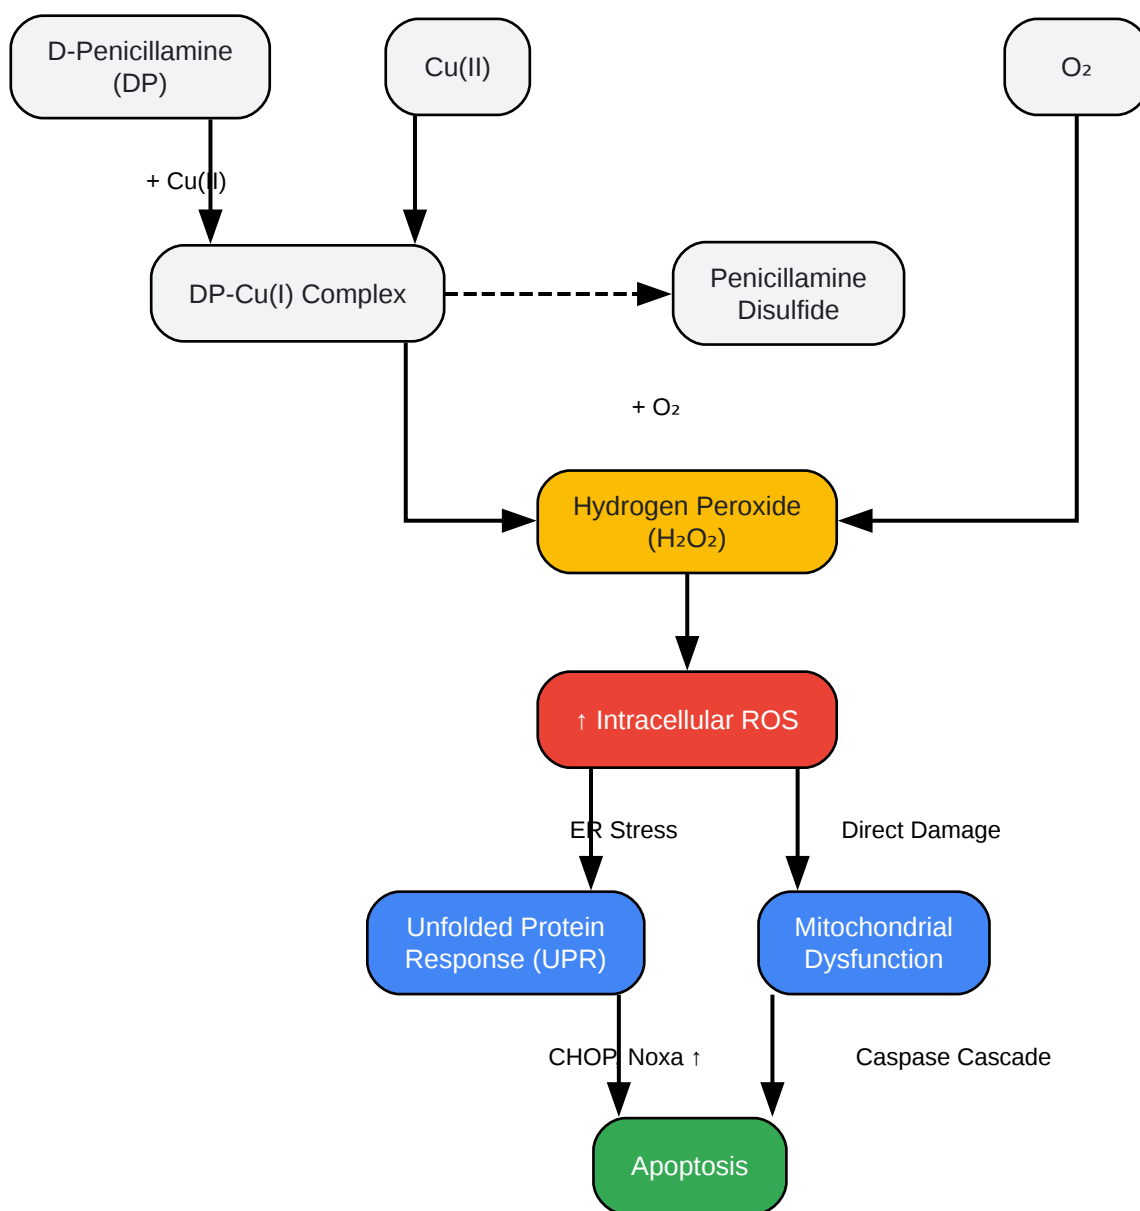 D-Penicillamine
(DP)
Cu(II)
O₂
+ Cu(II)
DP-Cu(I) Complex
Penicillamine
Disulfide
+ O₂
Hydrogen Peroxide
(H₂O₂)
↑ Intracellular ROS
ER Stress
Direct Damage
Unfolded Protein
Response (UPR)
Mitochondrial
Dysfunction
CHOP, Noxa ↑
Caspase Cascade
Apoptosis